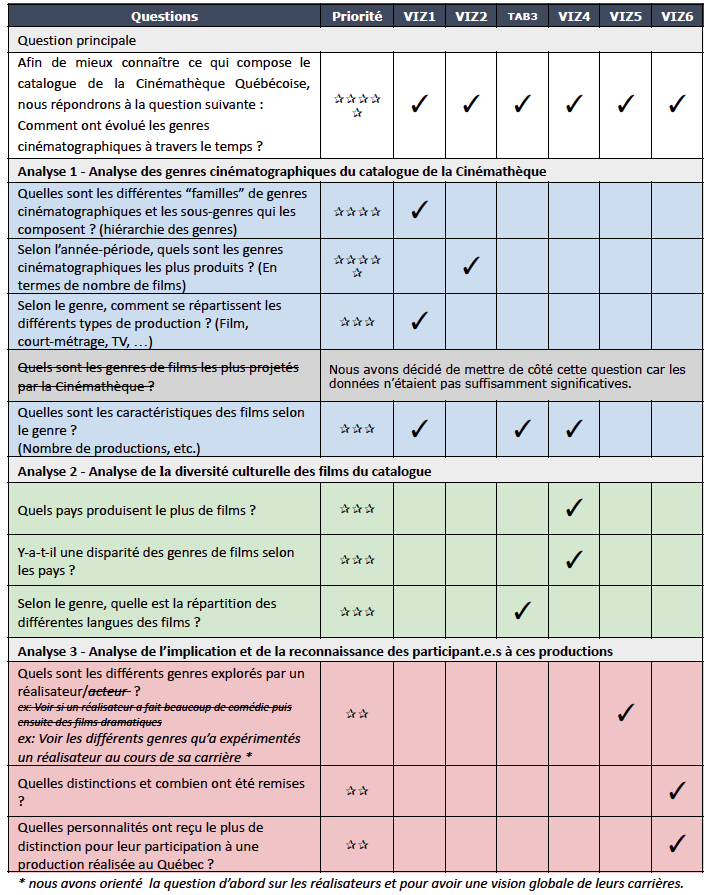 Questions Priorité VIZ1 VIZ2 TAB3 VIZ4 VIZ5 VIZ6
Question principale
Afin de mieux connaître ce qui compose le
catalogue de la Cinémathèque Québécoise,
nous répondrons à la question suivante :
Comment ont évolué les genres
cinématographiques à travers le temps ?
☆☆☆☆
☆
✓ ✓ ✓ ✓ ✓ ✓
Analyse 1 - Analyse des genres cinématographiques du catalogue de la Cinémathèque
Quelles sont les différentes “familles” de genres
cinématographiques et les sous-genres qui les
composent ? (hiérarchie des genres)
☆☆☆☆ ✓
Selon l’année-période, quels sont les genres
cinématographiques les plus produits ? (En
termes de nombre de films)
☆☆☆☆
☆
✓
Selon le genre, comment se répartissent les
différents types de production ? (Film,
court-métrage, TV, …)
☆☆☆ ✓
Quels sont les genres de films les plus projetés
par la Cinémathèque ?
Nous avons décidé de mettre de côté cette question car les
données n’étaient pas suffisamment significatives.
Quelles sont les caractéristiques des films selon
le genre ?
(Nombre de productions, etc.)
☆☆☆ ✓ ✓ ✓
Analyse 2 - Analyse de la diversité culturelle des films du catalogue
Quels pays produisent le plus de films ? ☆☆☆ ✓
Y-a-t-il une disparité des genres de films selon
les pays ?
☆☆☆ ✓
Selon le genre, quelle est la répartition des
différentes langues des films ?
☆☆☆ ✓
Analyse 3 - Analyse de l’implication et de la reconnaissance des participant.e.s à ces productions
Quels sont les différents genres explorés par un
réalisateur/acteur ?
ex: Voir si un réalisateur a fait beaucoup de comédie puis
ensuite des films dramatiques
ex: Voir les différents genres qu’a expérimentés
un réalisateur au cours de sa carrière *
☆☆ ✓
Quelles distinctions et combien ont été remises
?
☆☆ ✓
Quelles personnalités ont reçu le plus de
distinction pour leur participation à une
production réalisée au Québec ?
☆☆ ✓
* nous avons orienté la question d’abord sur les réalisateurs et pour avoir une vision globale de leurs carrières.